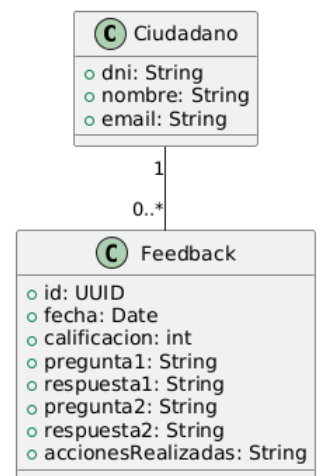 C Ciudadano
dni: String
nombre: String
email: String
1
0..*
C Feedback
id: UUID
fecha: Date
calificacion: int
pregunta1: String
respuesta1: String
pregunta2: String
respuesta2: String
accionesRealizadas: String